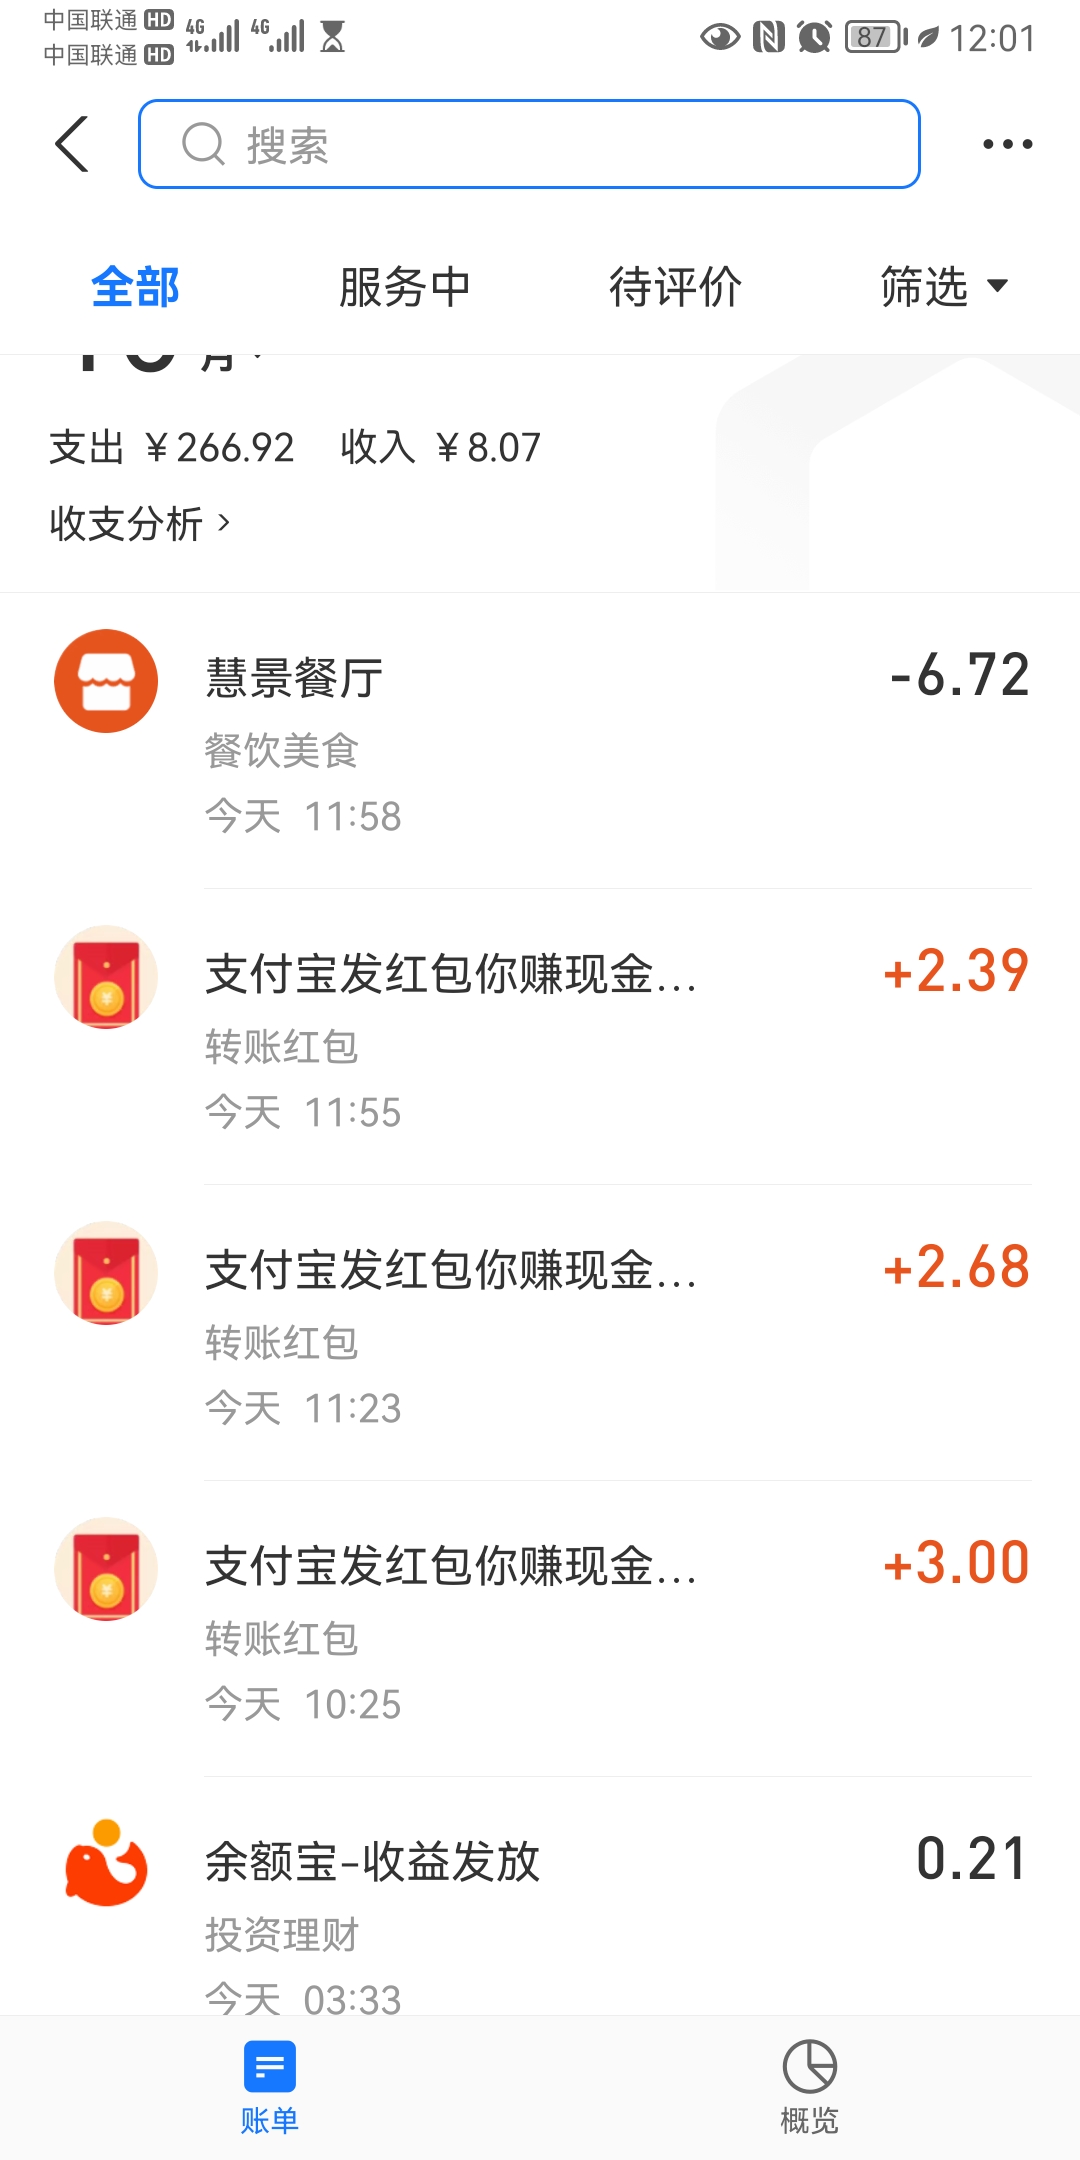 中国联通 HD 4G 4G 87 12:01
中国联通 HD
搜索
全部 服务中 待评价 筛选
支出 ￥266.92 收入 ￥8.07
收支分析 >
慧景餐厅 -6.72
餐饮美食
今天 11:58
支付宝发红包你赚现金... +2.39
转账红包
今天 11:55
支付宝发红包你赚现金... +2.68
转账红包
今天 11:23
支付宝发红包你赚现金... +3.00
转账红包
今天 10:25
余额宝-收益发放 0.21
投资理财
今天 03:33
账单 概览